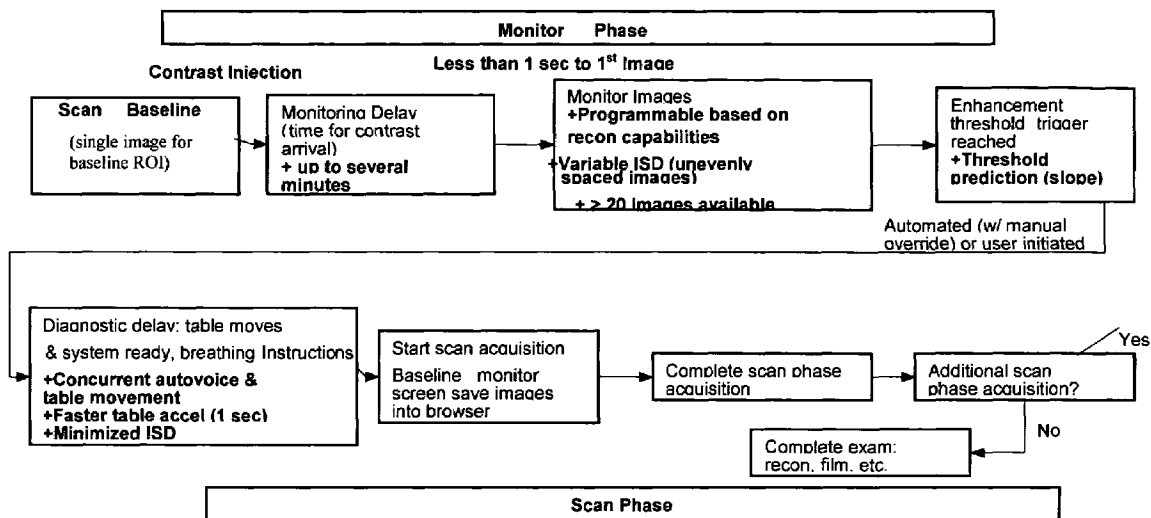 Monitor Phase
Less than 1 sec to 1st Image
Contrast Injection
Scan Baseline
(single image for
baseline ROI)
Monitoring Delay
(time for contrast
arrival)
+ up to several
minutes
Monitor Images
+Programmable based on
recon capabilities
+Variable ISD (unevenly
spaced images)
+ > 20 Images available
Enhancement
threshold trigger
reached
+Threshold
prediction (slope)
Automated (w/ manual
override) or user initiated
Diagnostic delay: table moves
& system ready, breathing Instructions
+Concurrent autovoice &
table movement
+Faster table accel (1 sec)
+Minimized ISD
Start scan acquisition
Baseline monitor
screen save images
into browser
Complete scan phase
acquisition
Additional scan
phase acquisition?
Yes
No
Complete exam:
recon, film, etc.
Scan Phase